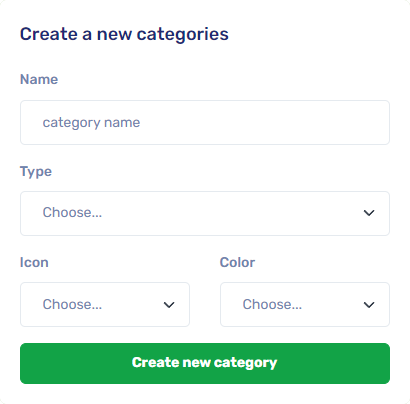 Create a new categories
Name
category name
Type
Choose...
Icon
Color
Choose...
Choose...
Create new category